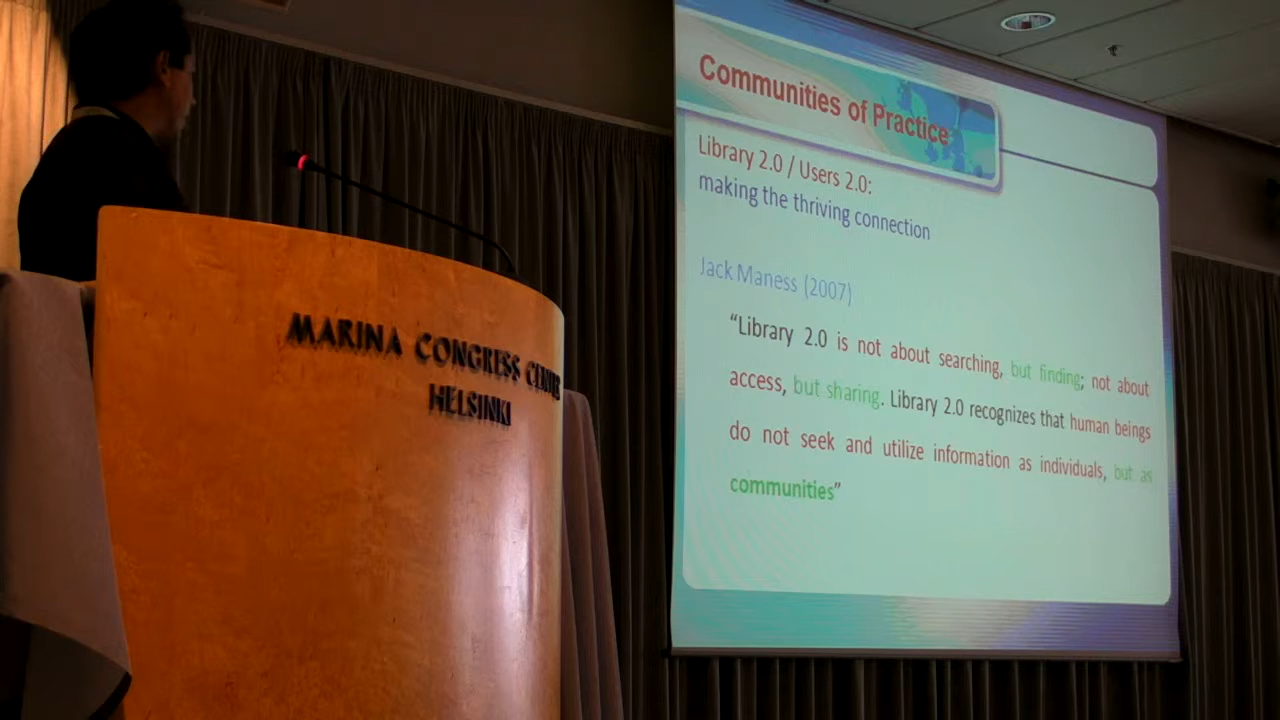 MARINA CONGRESS CENTER
HELSINKI
Communities of Practice
Library 2.0 / Users 2.0:
making the thriving connection
Jack Maness (2007)
“Library 2.0 is not about searching, but finding; not about
access, but sharing. Library 2.0 recognizes that human beings
do not seek and utilize information as individuals, but as
communities”